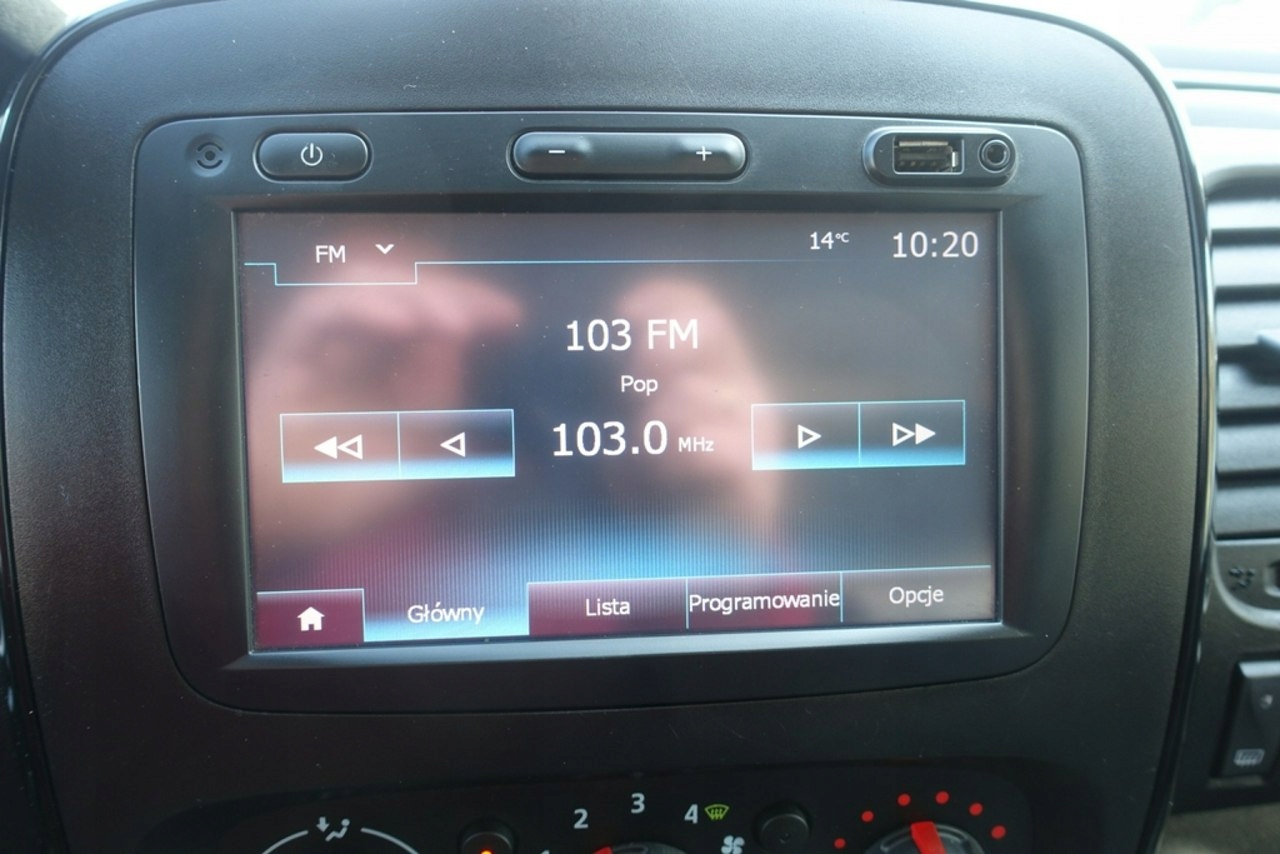 FM
14°C
10:20
103 FM
Pop
103.0 MHz
Główny
Lista
Programowanie
Opcje
2
3
4